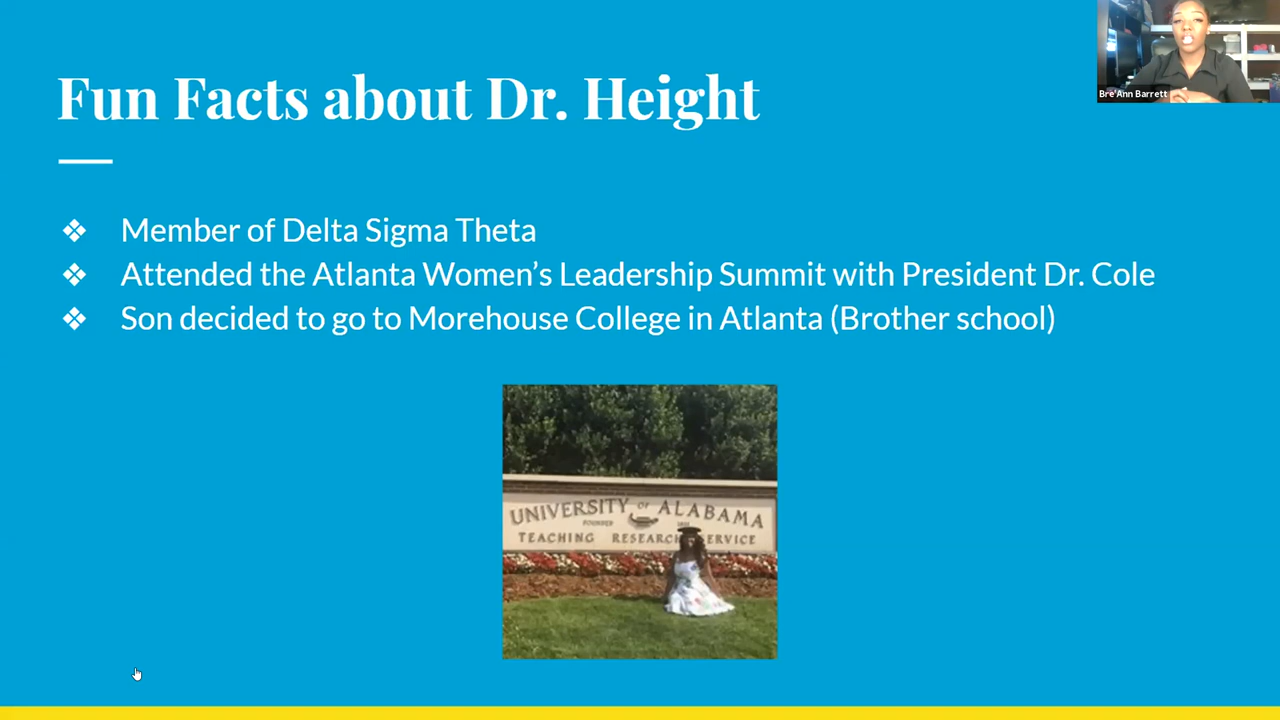 Fun Facts about Dr. Height
Bre'Ann Barrett
❖ Member of Delta Sigma Theta
❖ Attended the Atlanta Women's Leadership Summit with President Dr. Cole
❖ Son decided to go to Morehouse College in Atlanta (Brother school)
UNIVERSITY OF ALABAMA
FOUNDED
TEACHING RESEARCH